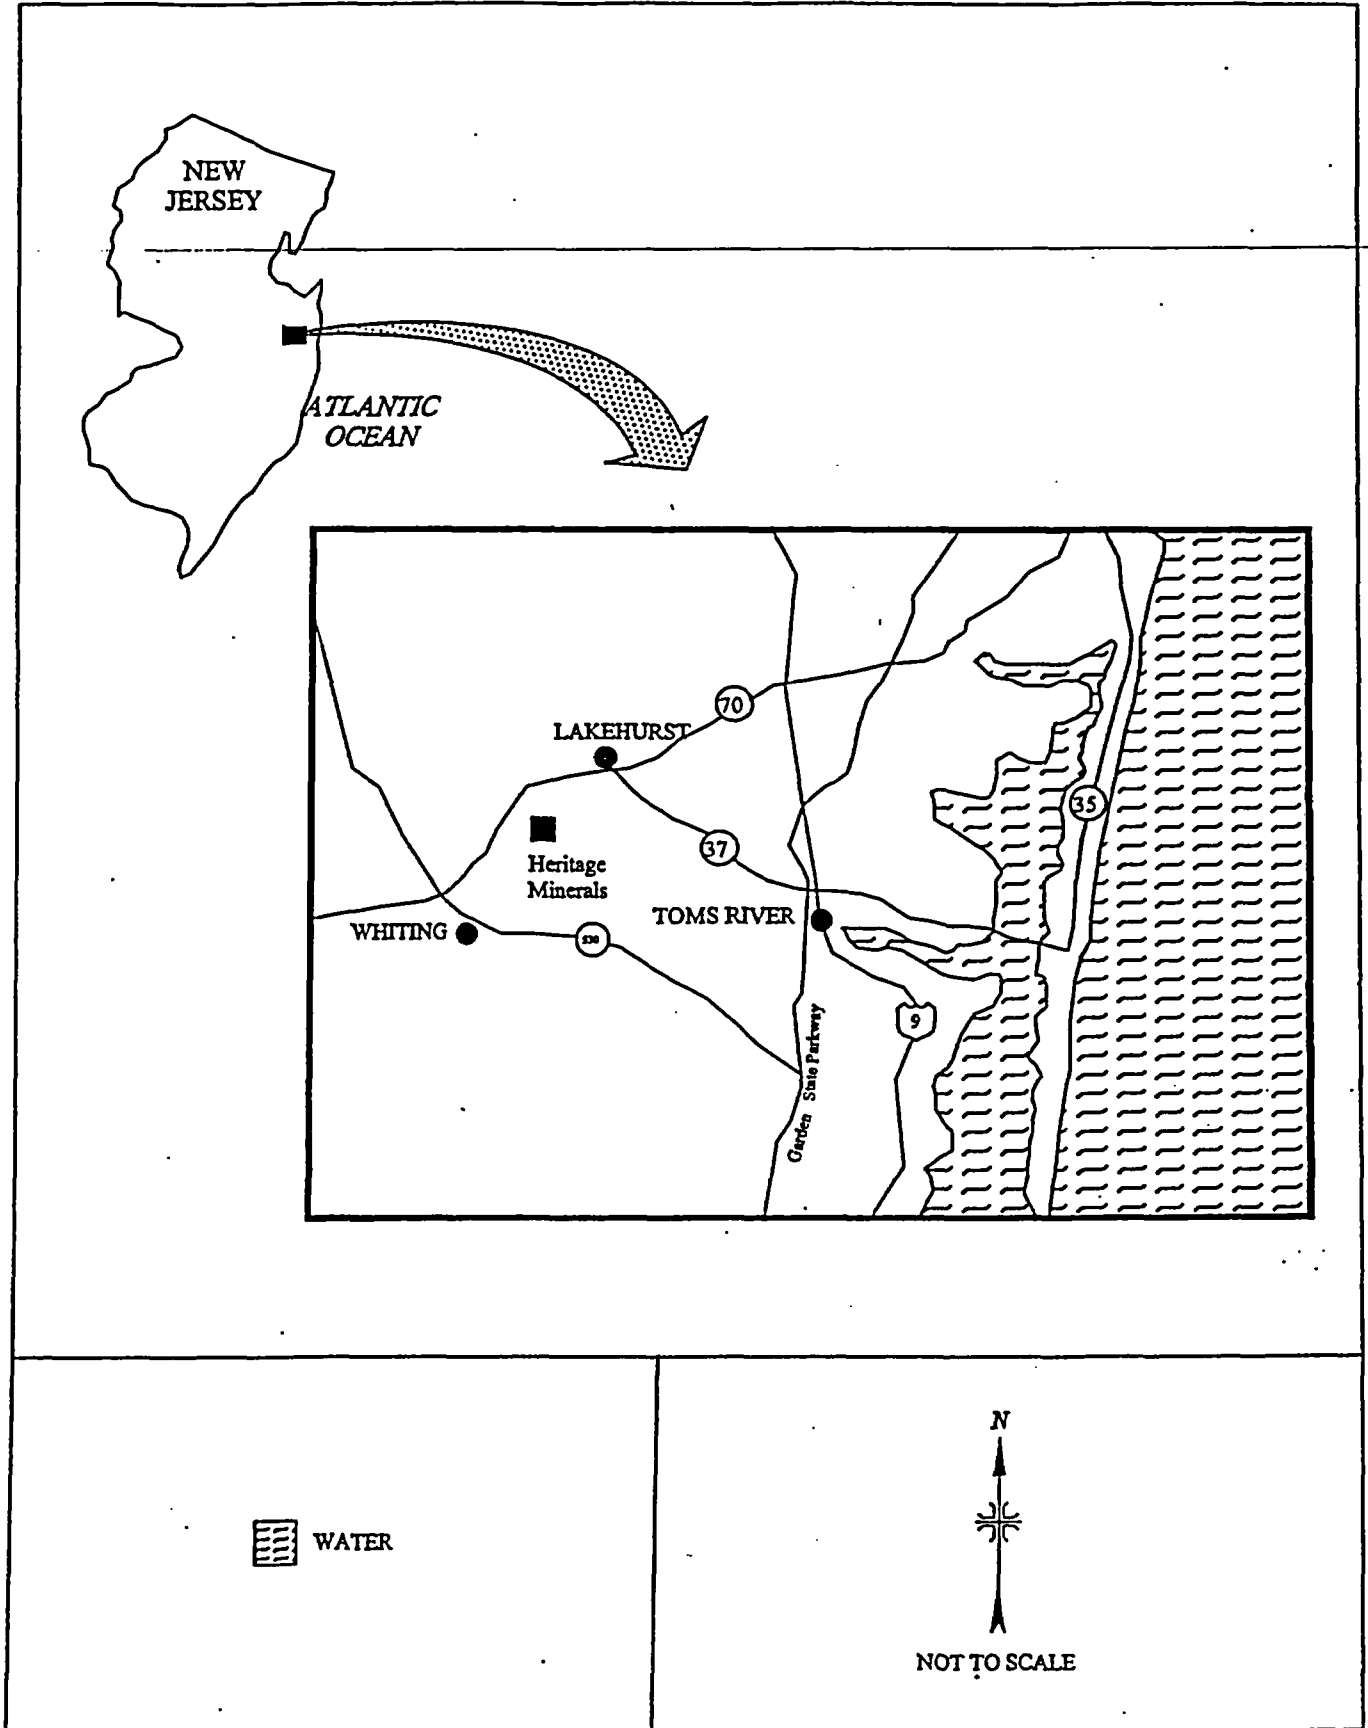 NEW
JERSEY
ATLANTIC
OCEAN
70
LAKEHURST
35
37
Heritage
Minerals
TOMS RIVER
WHITING
530
9
Garden State Parkway
N
WATER
NOT TO SCALE